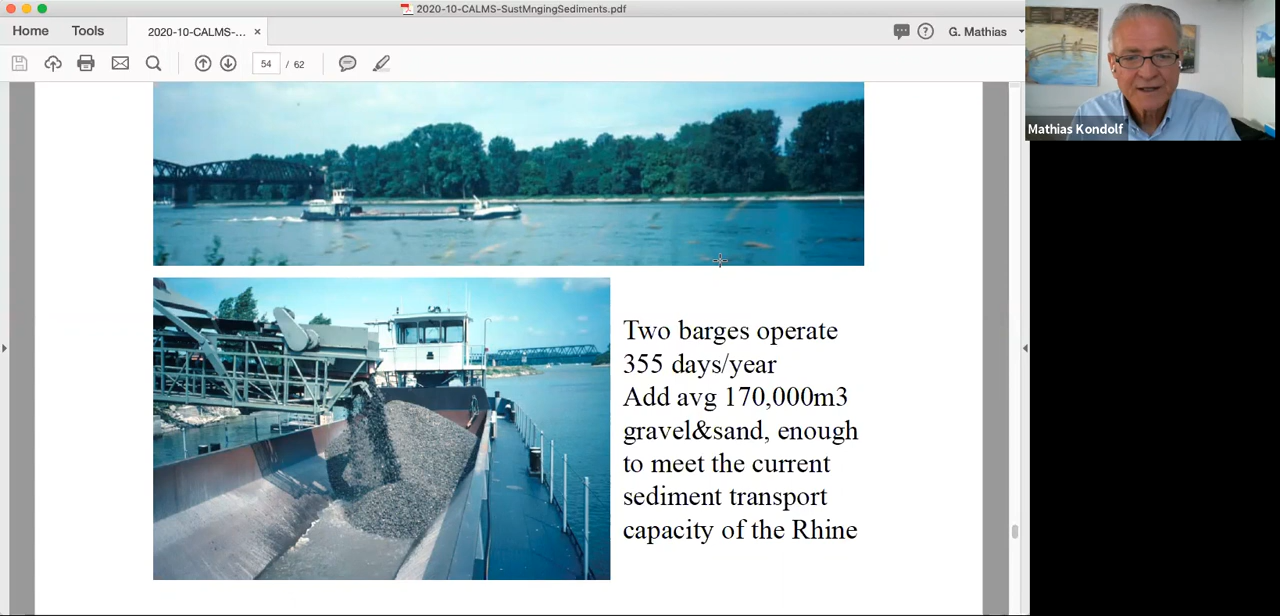 2020-10-CALMS-SustMngingSediments.pdf
Home
Tools
2020-10-CALMS-...
G. Mathias
54 / 62
Mathias Kondolf
Two barges operate
355 days/year
Add avg 170,000m3
gravel&sand, enough
to meet the current
sediment transport
capacity of the Rhine